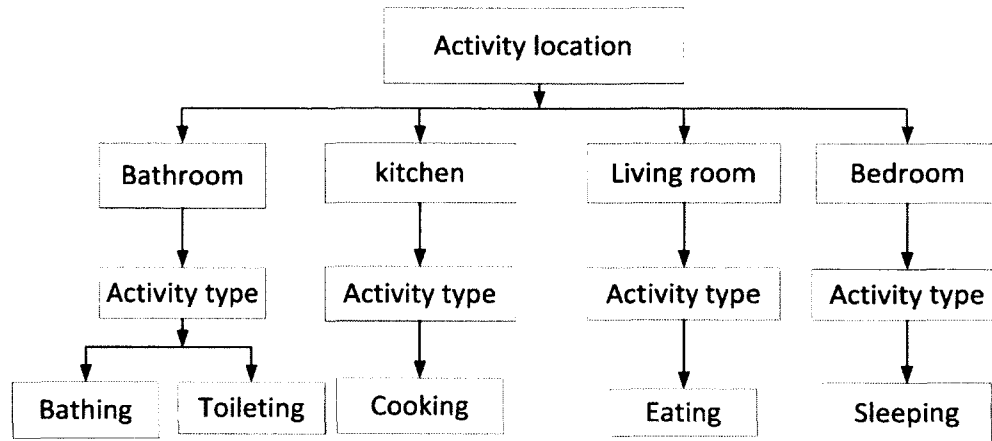 Activity location
Bathroom
kitchen
Living room
Bedroom
Activity type
Activity type
Activity type
Activity type
Bathing
Toileting
Cooking
Eating
Sleeping